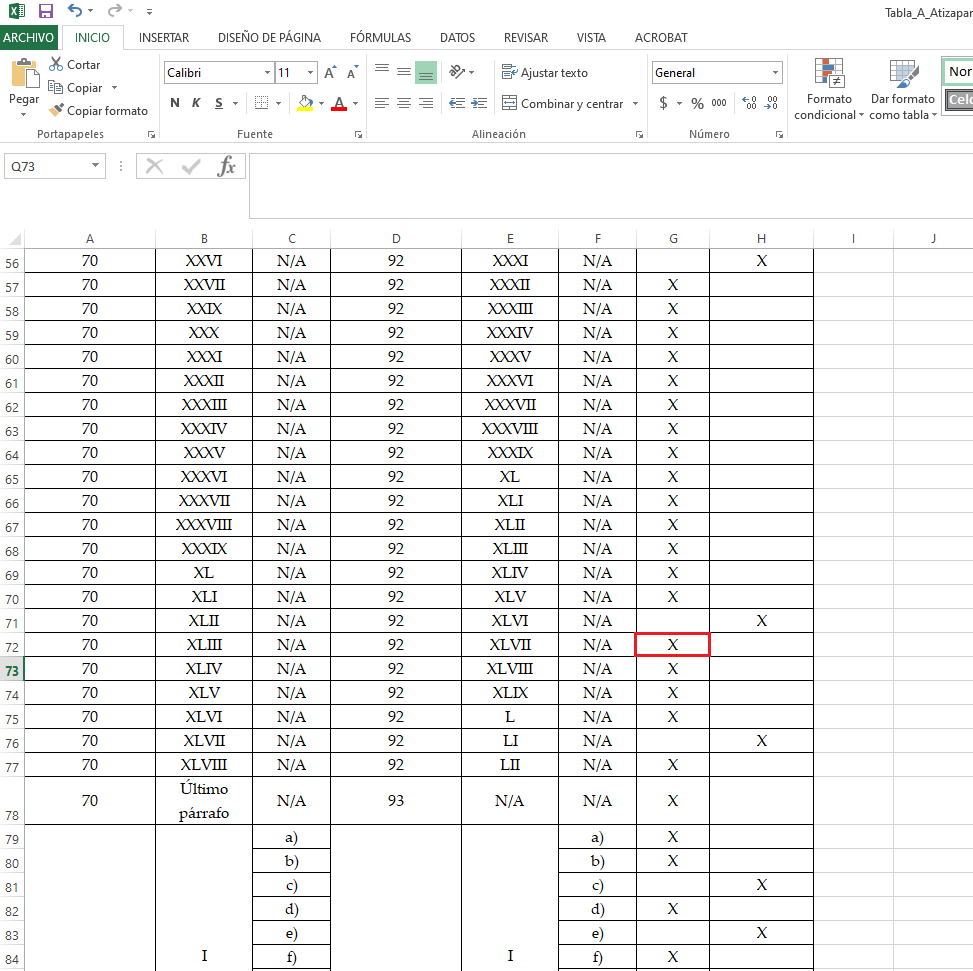 Tabla_A_Atizapan
ARCHIVO INICIO INSERTAR DISEÑO DE PÁGINA FÓRMULAS DATOS REVISAR VISTA ACROBAT
Pegar
Cortar
Copiar
Copiar formato
Portapapeles
Calibri 11 A A
N K S A
Fuente
Ajustar texto
Combinar y centrar
Alineación
General
$ % 000
Número
Formato condicional
Dar formato como tabla
Nor
Celd
Q73 fx
A B C D E F G H I J
56 70 XXVI N/A 92 XXXI N/A X
57 70 XXVII N/A 92 XXXII N/A X
58 70 XXIX N/A 92 XXXIII N/A X
59 70 XXX N/A 92 XXXIV N/A X
60 70 XXXI N/A 92 XXXV N/A X
61 70 XXXII N/A 92 XXXVI N/A X
62 70 XXXIII N/A 92 XXXVII N/A X
63 70 XXXIV N/A 92 XXXVIII N/A X
64 70 XXXV N/A 92 XXXIX N/A X
65 70 XXXVI N/A 92 XL N/A X
66 70 XXXVII N/A 92 XLI N/A X
67 70 XXXVIII N/A 92 XLII N/A X
68 70 XXXIX N/A 92 XLIII N/A X
69 70 XL N/A 92 XLIV N/A X
70 70 XLI N/A 92 XLV N/A X
71 70 XLII N/A 92 XLVI N/A X
72 70 XLIII N/A 92 XLVII N/A X
73 70 XLIV N/A 92 XLVIII N/A X
74 70 XLV N/A 92 XLIX N/A X
75 70 XLVI N/A 92 L N/A X
76 70 XLVII N/A 92 LI N/A X
77 70 XLVIII N/A 92 LII N/A X
78 70 Último párrafo N/A 93 N/A N/A X
79 a) a) X
80 b) b) X
81 c) c) X
82 d) d) X
83 e) e) X
84 I f) I f) X